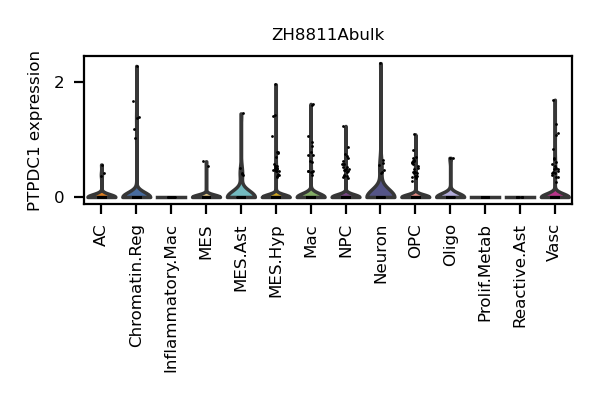 ZH8811Abulk
PTPDC1 expression
2
0
AC
Chromatin.Reg
Inflammatory.Mac
MES
MES.Ast
MES.Hyp
Mac
NPC
Neuron
OPC
Oligo
Prolif.Metab
Reactive.Ast
Vasc